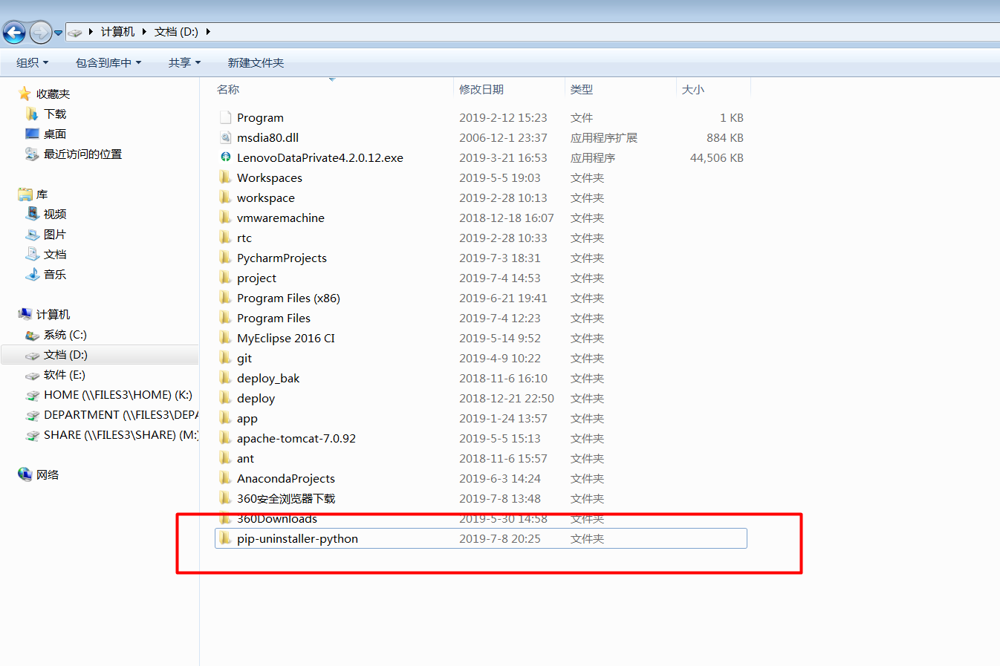 计算机 文档 (D:)
组织 包含到库中 共享 新建文件夹
收藏夹
下载
桌面
最近访问的位置
库
视频
图片
文档
音乐
计算机
系统 (C:)
文档 (D:)
软件 (E:)
HOME (\\FILES3\HOME) (K:)
DEPARTMENT (\\FILES3\DEPA
SHARE (\\FILES3\SHARE) (M:)
网络
名称 修改日期 类型 大小
Program 2019-2-12 15:23 文件 1 KB
msdia80.dll 2006-12-1 23:37 应用程序扩展 884 KB
LenovoDataPrivate4.2.0.12.exe 2019-3-21 16:53 应用程序 44,506 KB
Workspaces 2019-5-5 19:03 文件夹
workspace 2019-2-28 10:13 文件夹
vmwaremachine 2018-12-18 16:07 文件夹
rtc 2019-2-28 10:33 文件夹
PycharmProjects 2019-7-3 18:31 文件夹
project 2019-7-4 14:53 文件夹
Program Files (x86) 2019-6-21 19:41 文件夹
Program Files 2019-7-4 12:23 文件夹
MyEclipse 2016 CI 2019-5-14 9:52 文件夹
git 2019-4-9 10:22 文件夹
deploy_bak 2018-11-6 16:10 文件夹
deploy 2018-12-21 22:50 文件夹
app 2019-1-24 13:57 文件夹
apache-tomcat-7.0.92 2019-5-5 15:13 文件夹
ant 2018-11-6 15:57 文件夹
AnacondaProjects 2019-6-3 14:24 文件夹
360安全浏览器下载 2019-7-8 13:48 文件夹
360Downloads 2019-5-30 14:58 文件夹
pip-uninstaller-python 2019-7-8 20:25 文件夹